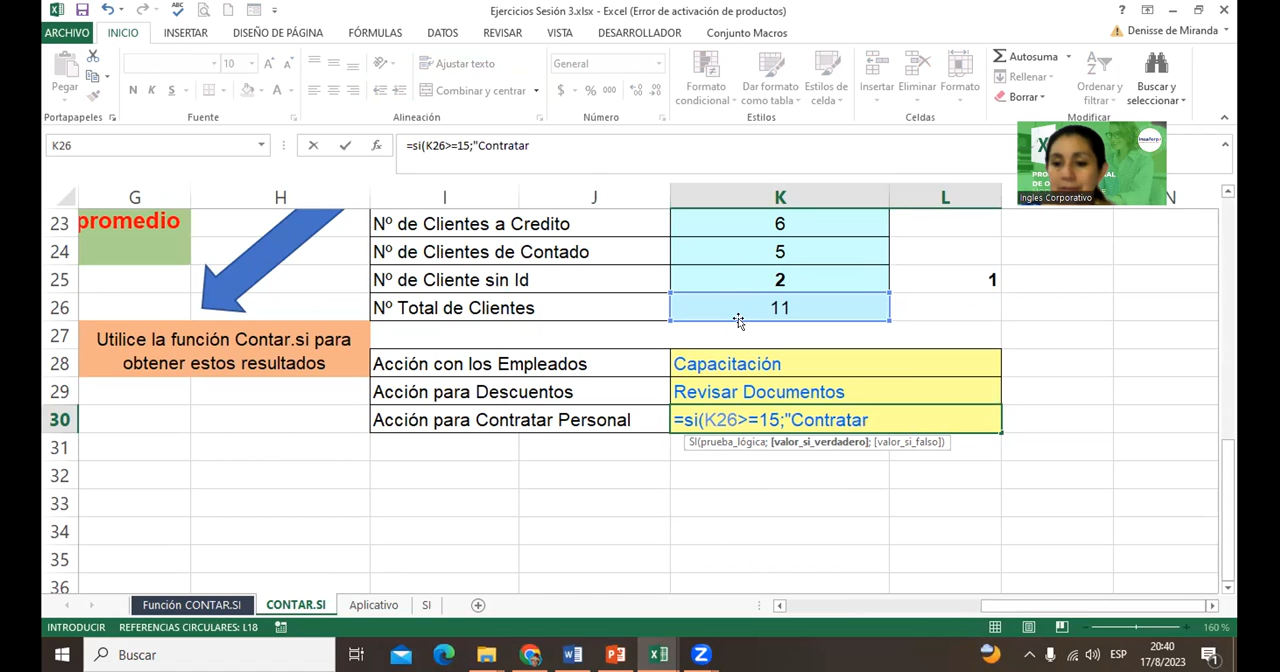 Ejercicios Sesión 3.xlsx - Excel (Error de activación de productos)
ARCHIVO INICIO INSERTAR DISEÑO DE PÁGINA FÓRMULAS DATOS REVISAR VISTA DESARROLLADOR Conjunto Macros
Denisse de Miranda
Pegar
10
Ajustar texto
General
Formato condicional
Dar formato como tabla
Estilos de celda
Insertar
Eliminar
Formato
Autosuma
Rellenar
Borrar
Ordenar y filtrar
Buscar y seleccionar
N K S
Combinar y centrar
$ % 000
Portapapeles Fuente Alineación Número Estilos Celdas Modificar
K26
=si(K26>=15;"Contratar
Ingles Corporativo
G H I J K L N
23 promedio Nº de Clientes a Credito 6
24 Nº de Clientes de Contado 5
25 Nº de Cliente sin Id 2 1
26 Nº Total de Clientes 11
27 Utilice la función Contar.si para
obtener estos resultados
28 Acción con los Empleados Capacitación
29 Acción para Descuentos Revisar Documentos
30 Acción para Contratar Personal =si(K26>=15;"Contratar
31 SI(prueba_lógica; [valor_si_verdadero]; [valor_si_falso])
32
33
34
35
36
Función CONTAR.SI CONTAR.SI Aplicativo SI
INTRODUCIR REFERENCIAS CIRCULARES: L18 160 %
Buscar
ESP
20:40
17/8/2023